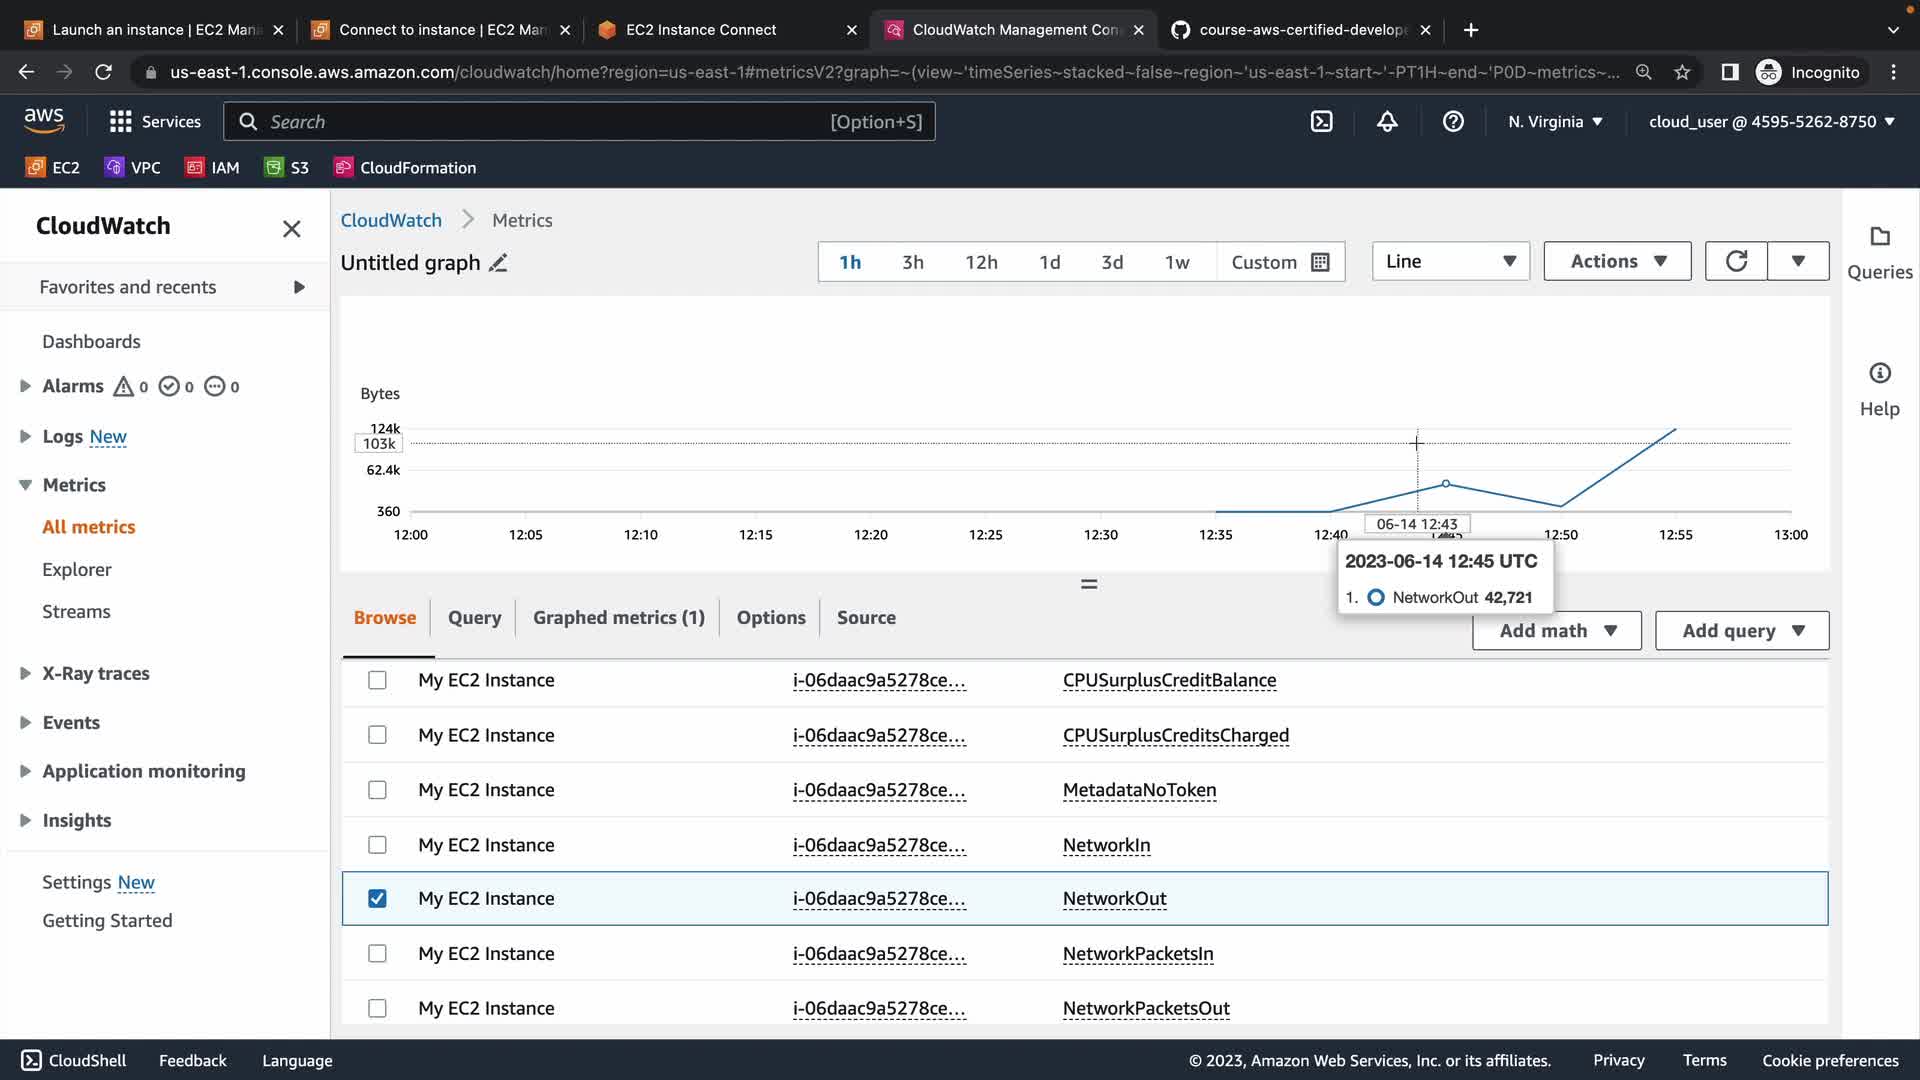 Launch an instance | EC2 Mana
Connect to instance | EC2 Man
EC2 Instance Connect
CloudWatch Management Con
course-aws-certified-develope
us-east-1.console.aws.amazon.com/cloudwatch/home?region=us-east-1#metricsV2?graph=~(view~'timeSeries~stacked~false~region~'us-east-1~start~'-PT1H~end~'P0D~metrics~...
Incognito
aws
Services
Search
[Option+S]
N. Virginia
cloud_user @ 4595-5262-8750
EC2
VPC
IAM
S3
CloudFormation
CloudWatch
Favorites and recents
Dashboards
Alarms 0 0 0
Logs New
Metrics
All metrics
Explorer
Streams
X-Ray traces
Events
Application monitoring
Insights
Settings New
Getting Started
CloudWatch
Metrics
Untitled graph
1h 3h 12h 1d 3d 1w Custom
Line
Actions
Queries
Help
Bytes
124k
103k
62.4k
360
12:00 12:05 12:10 12:15 12:20 12:25 12:30 12:35 12:40 12:50 12:55 13:00
06-14 12:43
2023-06-14 12:45 UTC
1. NetworkOut 42,721
Browse
Query
Graphed metrics (1)
Options
Source
Add math
Add query
My EC2 Instance i-06daac9a5278ce... CPUSurplusCreditBalance
My EC2 Instance i-06daac9a5278ce... CPUSurplusCreditsCharged
My EC2 Instance i-06daac9a5278ce... MetadataNoToken
My EC2 Instance i-06daac9a5278ce... NetworkIn
My EC2 Instance i-06daac9a5278ce... NetworkOut
My EC2 Instance i-06daac9a5278ce... NetworkPacketsIn
My EC2 Instance i-06daac9a5278ce... NetworkPacketsOut
CloudShell
Feedback
Language
© 2023, Amazon Web Services, Inc. or its affiliates.
Privacy
Terms
Cookie preferences